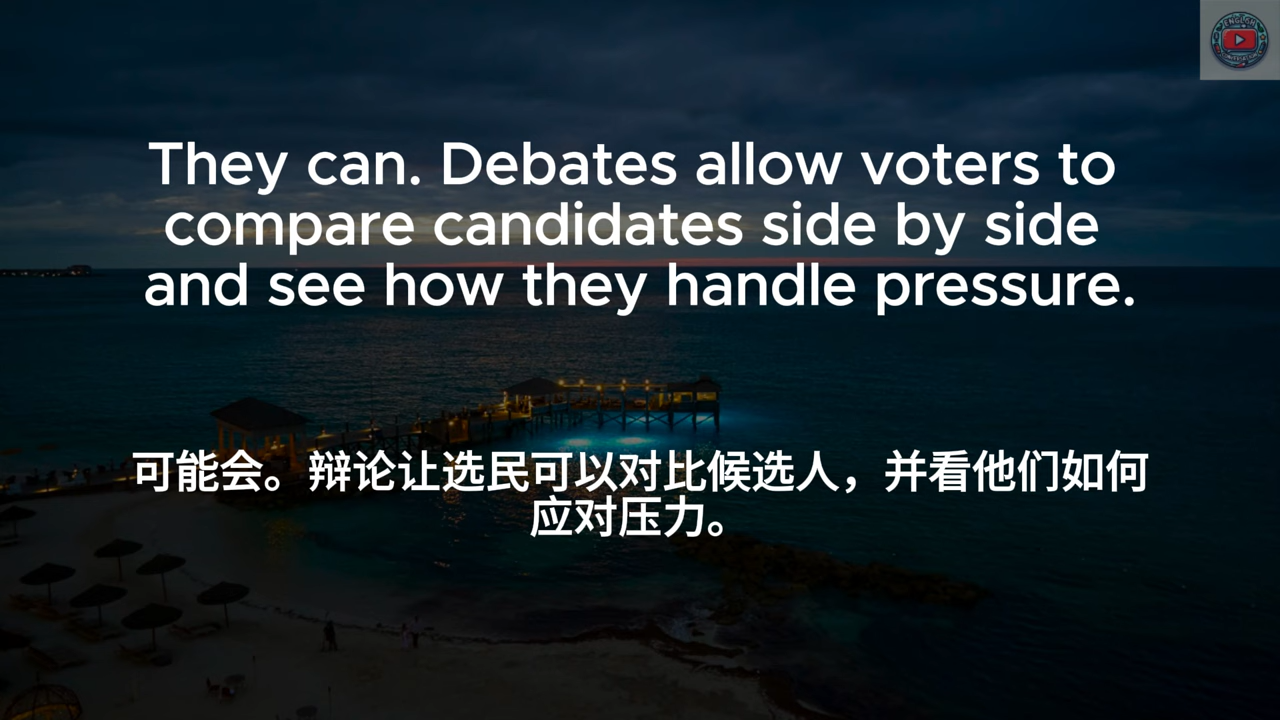 They can. Debates allow voters to
compare candidates side by side
and see how they handle pressure.
可能会。辩论让选民可以对比候选人，并看他们如何
应对压力。